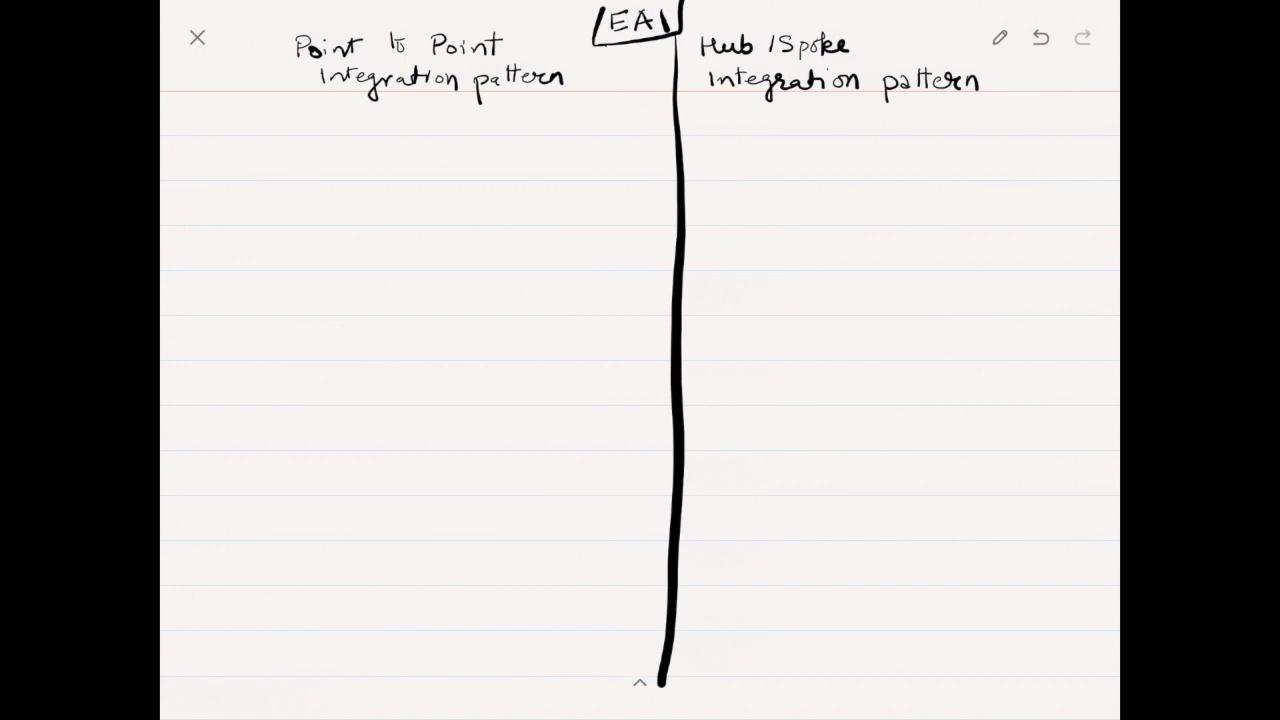 EAI
Point to Point
Integration pattern
Hub / Spoke
Integration pattern